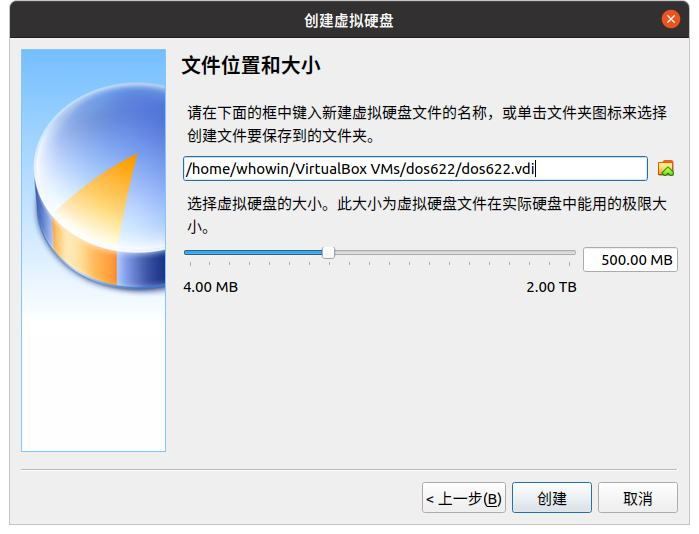 创建虚拟硬盘
文件位置和大小
请在下面的框中键入新建虚拟硬盘文件的名称，或单击文件夹图标来选择
创建文件要保存到的文件夹。
/home/whowin/VirtualBox VMs/dos622/dos622.vdi
选择虚拟硬盘的大小。此大小为虚拟硬盘文件在实际硬盘中能用的极限大
小。
500.00 MB
4.00 MB 2.00 TB
< 上一步(B) 创建 取消